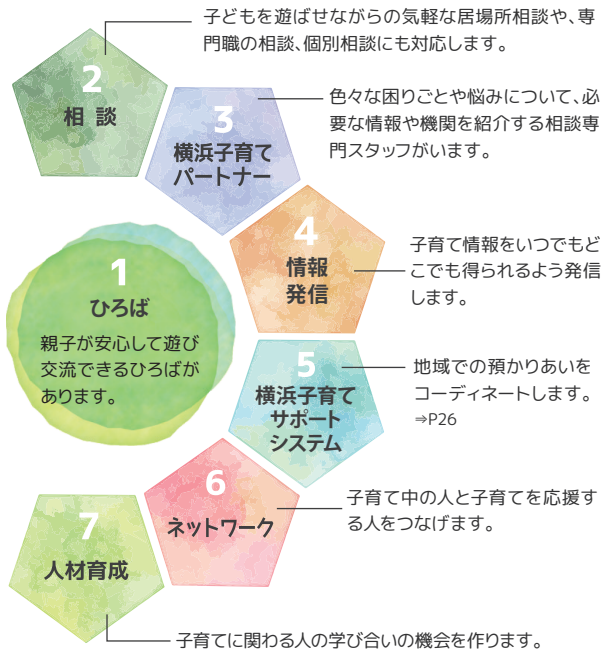 1
ひろば
親子が安心して遊び
交流できるひろばが
あります。
2
相 談
子どもを遊ばせながらの気軽な居場所相談や、専
門職の相談、個別相談にも対応します。
3
横浜子育て
パートナー
色々な困りごとや悩みについて、必
要な情報や機関を紹介する相談専
門スタッフがいます。
4
情報
発信
子育て情報をいつでもど
こでも得られるよう発信
します。
5
横浜子育て
サポート
システム
地域での預かりあいを
コーディネートします。
⇒P26
6
ネットワーク
子育て中の人と子育てを応援す
る人をつなげます。
7
人材育成
子育てに関わる人の学び合いの機会を作ります。